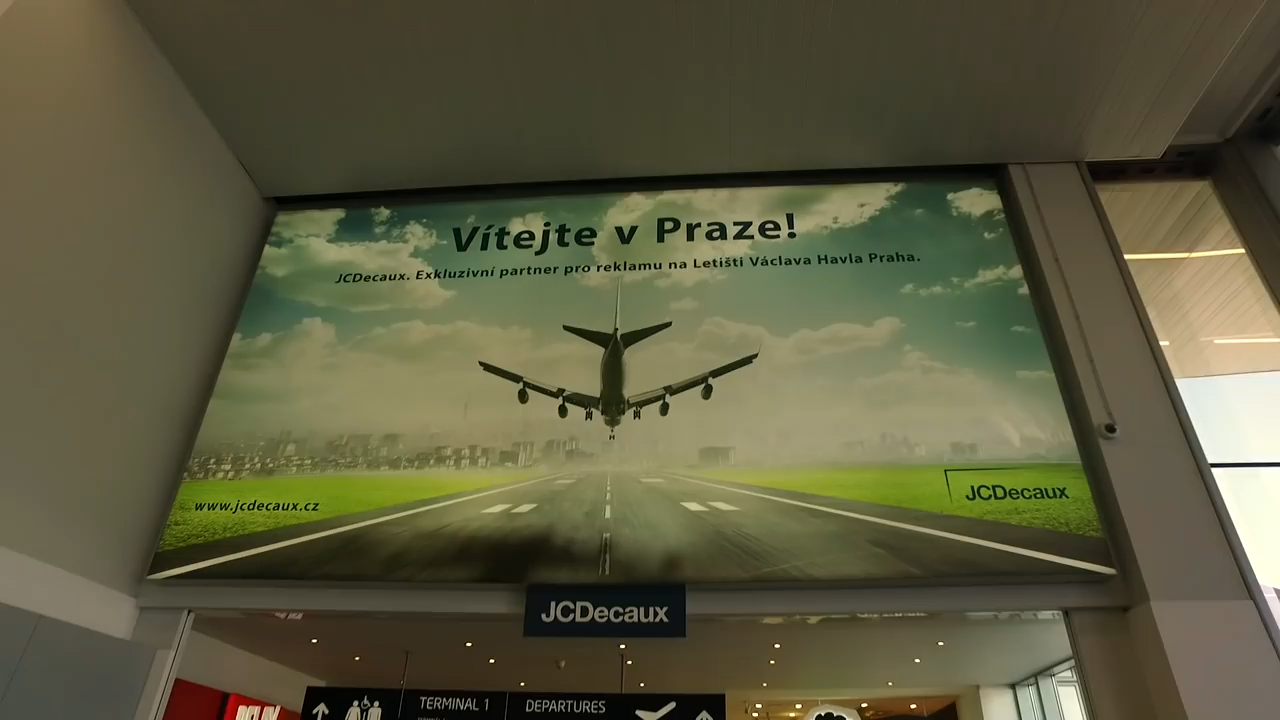 Vítejte v Praze!
JCDecaux. Exkluzivní partner pro reklamu na Letišti Václava Havla Praha.
www.jcdecaux.cz
JCDecaux
JCDecaux
TERMINAL 1
DEPARTURES